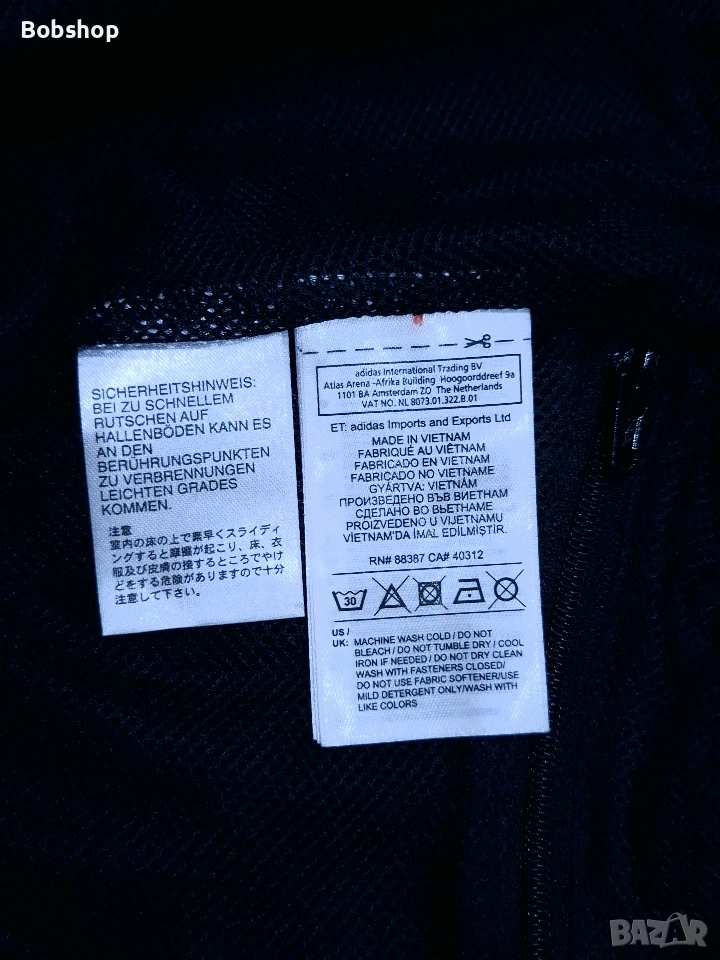 Bobshop
SICHERHEITSHINWEIS:
BEI ZU SCHNELLEM
RUTSCHEN AUF
HALLENBÖDEN KANN ES
AN DEN
BERÜHRUNGSPUNKTEN
ZU VERBRENNUNGEN
LEICHTEN GRADES
KOMMEN.
注意
室内の床の上で素早くスライディ
ングすると摩擦が起こり、床、衣
服及び皮膚の接するところでやけ
どをする危険がありますので十分
注意して下さい。
adidas International Trading BV
Atlas Arena -Afrika Building Hoogoorddreef 9a
1101 BA Amsterdam ZO The Netherlands
VAT NO. NL 8073.01.322.B.01
ET: adidas Imports and Exports Ltd
MADE IN VIETNAM
FABRIQUÉ AU VIÊTNAM
FABRICADO EN VIETNAM
FABRICADO NO VIETNAME
GYÁRTVA: VIETNÁM
ПРОИЗВЕДЕНО ВЪВ ВИЕТНАМ
СДЕЛАНО ВО ВЬЕТНАМЕ
PROIZVEDENO U VIJETNAMU
VIETNAM'DA İMAL EDİLMİŞTİR.
RN# 88387 CA# 40312
30
US /
UK: MACHINE WASH COLD / DO NOT
BLEACH / DO NOT TUMBLE DRY / COOL
IRON IF NEEDED / DO NOT DRY CLEAN
WASH WITH FASTENERS CLOSED/
DO NOT USE FABRIC SOFTENER/USE
MILD DETERGENT ONLY/WASH WITH
LIKE COLORS
BAZAR